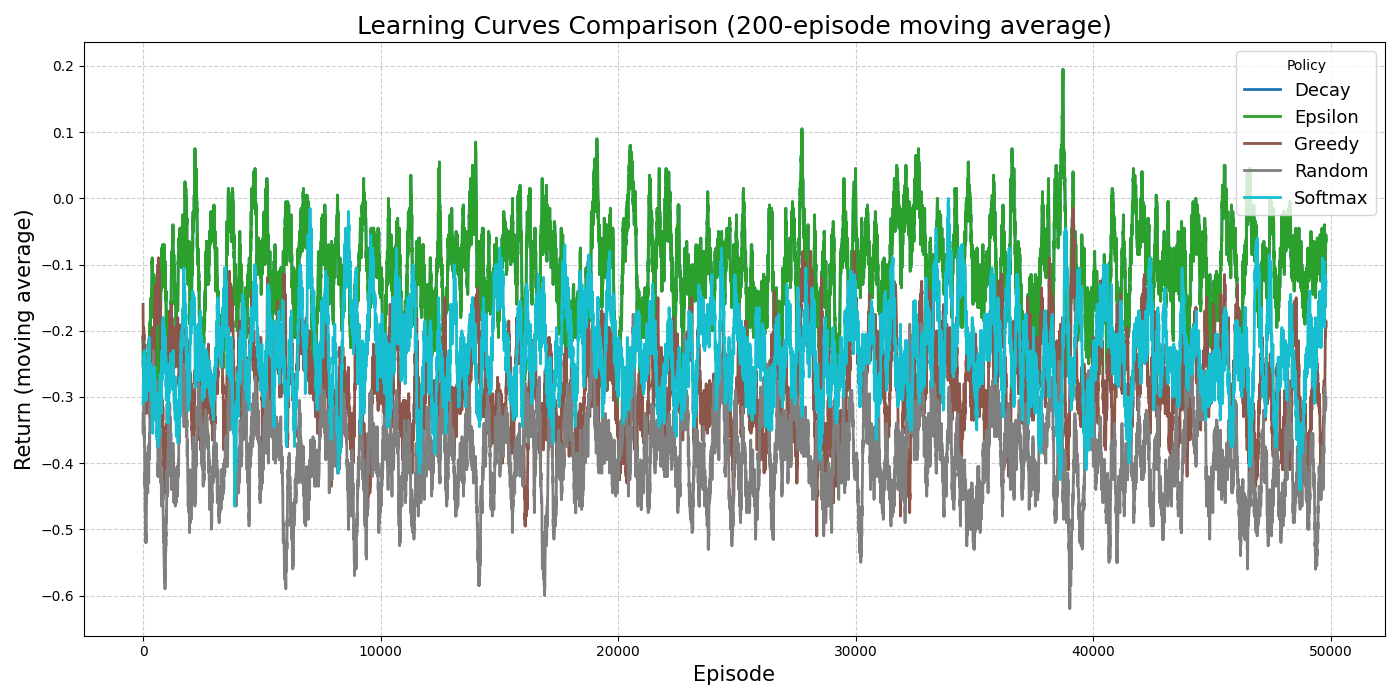 Learning Curves Comparison (200-episode moving average)
Return (moving average)
0.2
0.1
0.0
−0.1
−0.2
−0.3
−0.4
−0.5
−0.6
Policy
Decay
Epsilon
Greedy
Random
Softmax
0 10000 20000 30000 40000 50000
Episode